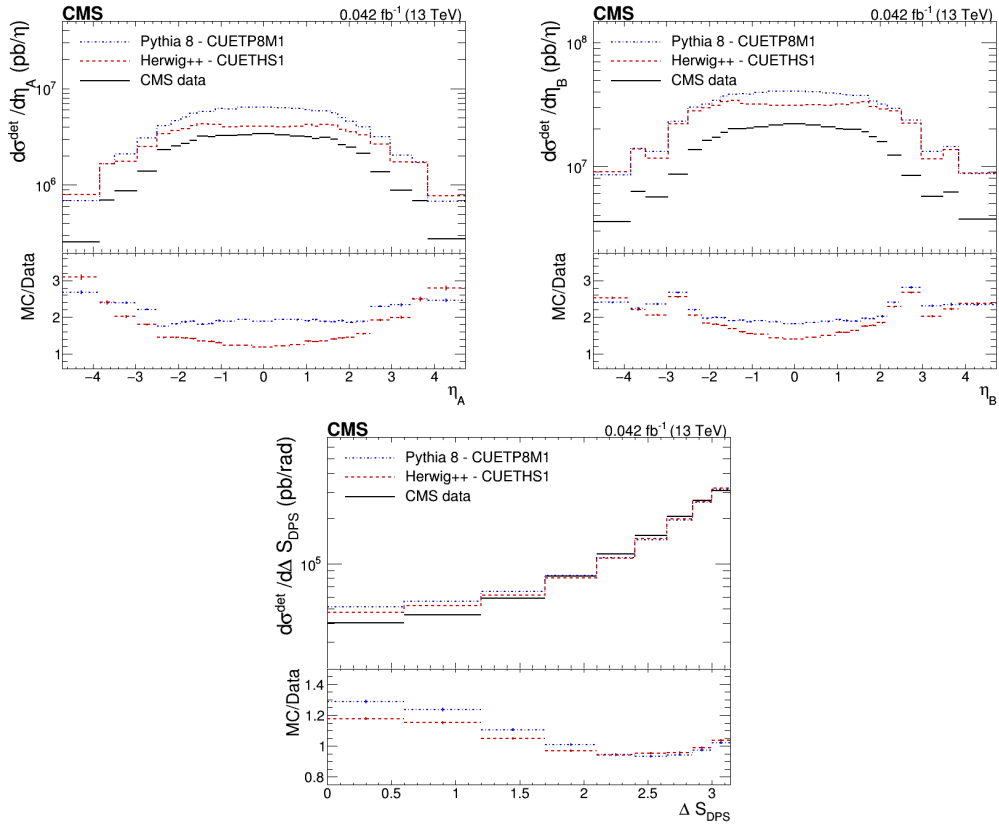 CMS 0.042 fb⁻¹ (13 TeV)
Pythia 8 - CUETP8M1
Herwig++ - CUETHS1
CMS data
dσ^det/dη_A (pb/η)
10⁷
10⁶
MC/Data
3
2
1
−4 −3 −2 −1 0 1 2 3 4
η_A
CMS 0.042 fb⁻¹ (13 TeV)
Pythia 8 - CUETP8M1
Herwig++ - CUETHS1
CMS data
dσ^det/dη_B (pb/η)
10⁸
10⁷
MC/Data
3
2
1
−4 −3 −2 −1 0 1 2 3 4
η_B
CMS 0.042 fb⁻¹ (13 TeV)
Pythia 8 - CUETP8M1
Herwig++ - CUETHS1
CMS data
dσ^det/dΔ S_DPS (pb/rad)
10⁵
MC/Data
1.4
1.2
1
0.8
0 0.5 1 1.5 2 2.5 3
Δ S_DPS